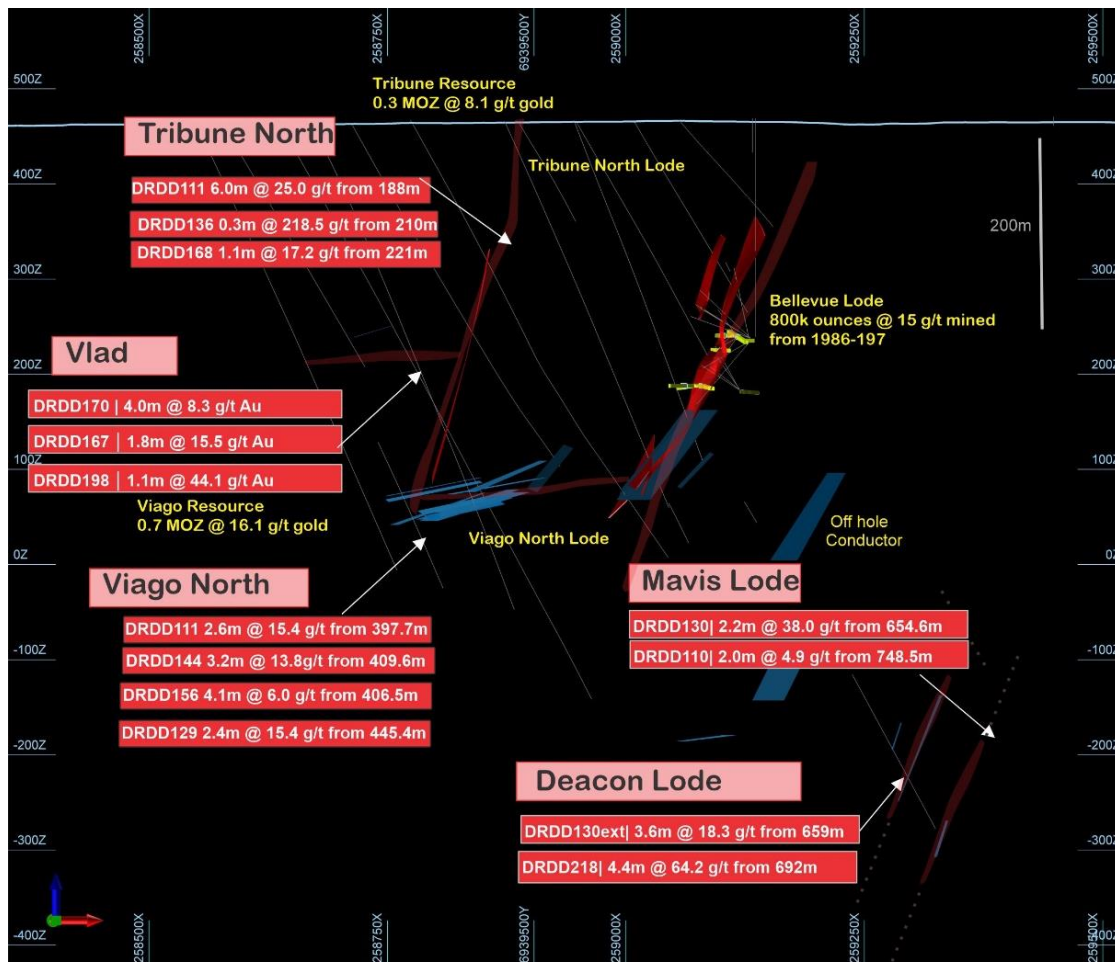 258500X
258750X
6939500Y
259000X
259250X
259500X
500Z
500Z
Tribune Resource
0.3 MOZ @ 8.1 g/t gold
Tribune North
Tribune North Lode
DRDD111 6.0m @ 25.0 g/t from 188m
DRDD136 0.3m @ 218.5 g/t from 210m
DRDD168 1.1m @ 17.2 g/t from 221m
400Z
400Z
200m
300Z
300Z
Bellevue Lode
800k ounces @ 15 g/t mined
from 1986-197
Vlad
200Z
200Z
DRDD170 | 4.0m @ 8.3 g/t Au
DRDD167 | 1.8m @ 15.5 g/t Au
DRDD198 | 1.1m @ 44.1 g/t Au
100Z
100Z
Viago Resource
0.7 MOZ @ 16.1 g/t gold
Viago North Lode
Off hole
Conductor
0Z
0Z
Viago North
DRDD111 2.6m @ 15.4 g/t from 397.7m
DRDD144 3.2m @ 13.8g/t from 409.6m
DRDD156 4.1m @ 6.0 g/t from 406.5m
DRDD129 2.4m @ 15.4 g/t from 445.4m
Mavis Lode
DRDD130| 2.2m @ 38.0 g/t from 654.6m
DRDD110| 2.0m @ 4.9 g/t from 748.5m
-100Z
-100Z
-200Z
-200Z
Deacon Lode
DRDD130ext| 3.6m @ 18.3 g/t from 659m
DRDD218| 4.4m @ 64.2 g/t from 692m
-300Z
-300Z
-400Z
-400Z
258500X
258750X
6939500Y
259000X
259250X
259500X